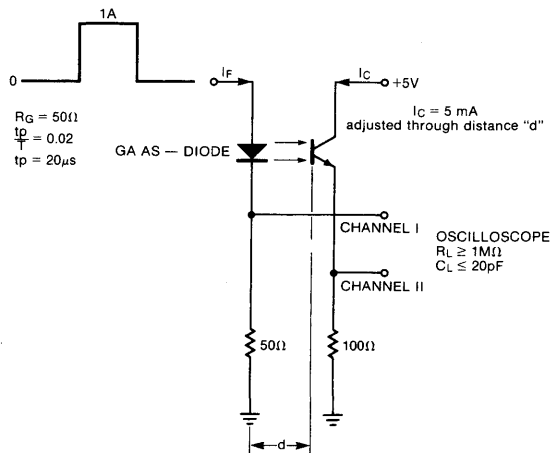 1A
0
IF
IC
+5V
RG = 50Ω
tp/T = 0.02
tp = 20µs
IC = 5 mA
adjusted through distance "d"
GA AS — DIODE
CHANNEL I
OSCILLOSCOPE
RL ≥ 1MΩ
CL ≤ 20pF
CHANNEL II
50Ω
100Ω
d